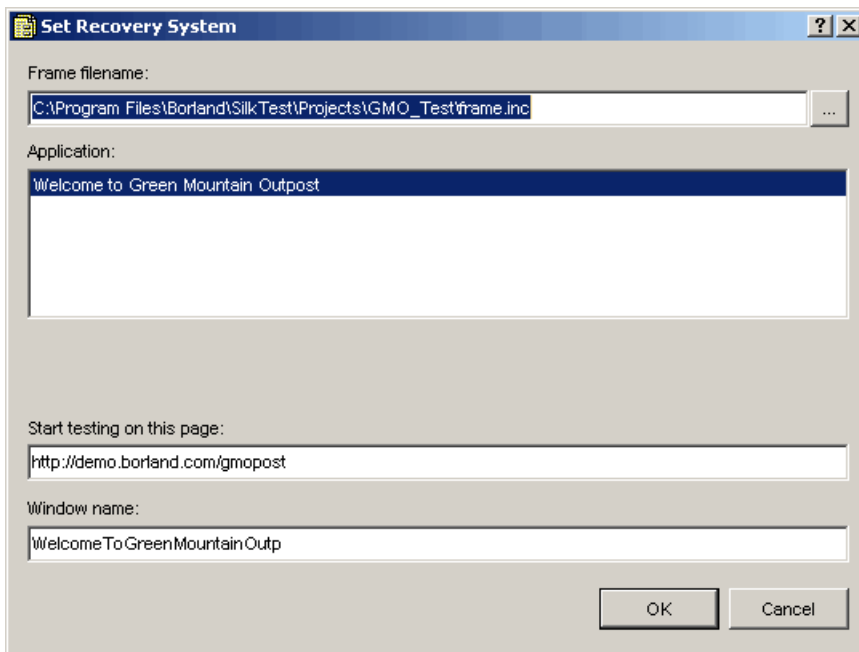 Set Recovery System
Frame filename:
C:\Program Files\Borland\SilkTest\Projects\GMO_Test\frame.inc
...
Application:
Welcome to Green Mountain Outpost
Start testing on this page:
http://demo.borland.com/gmopost
Window name:
WelcomeToGreenMountainOutp
OK
Cancel